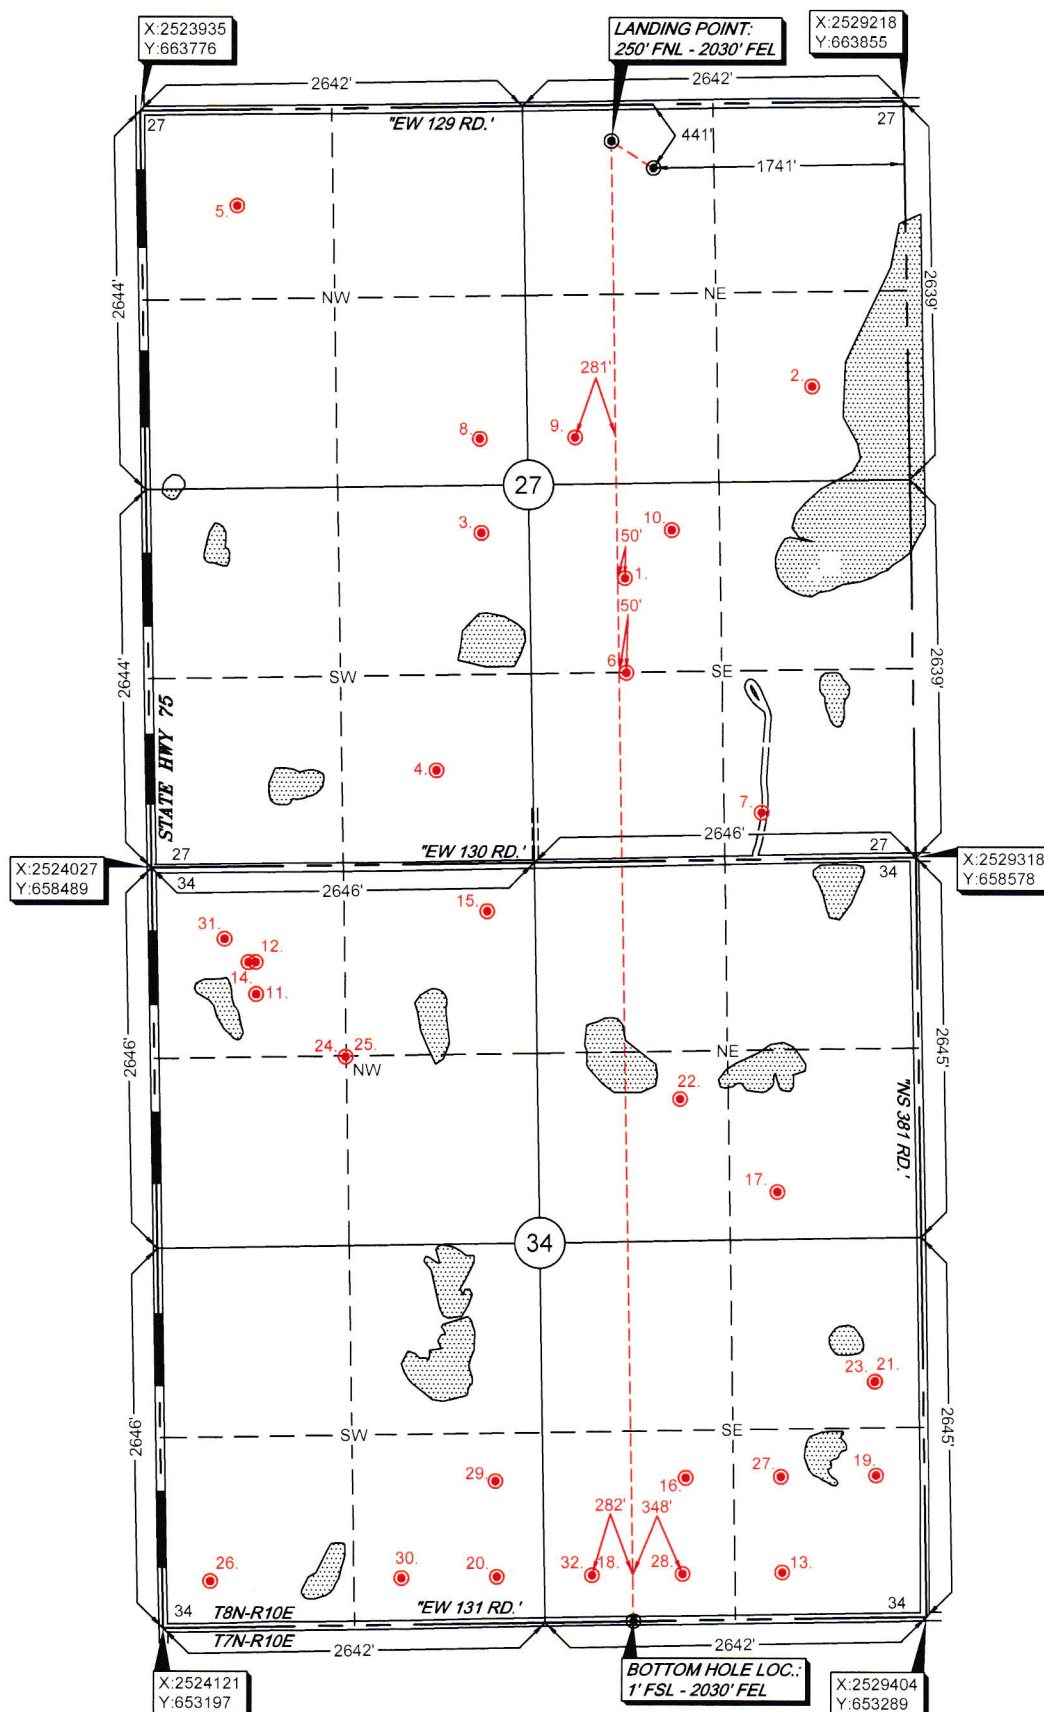 X:2523935
Y:663776
LANDING POINT:
250' FNL - 2030' FEL
X:2529218
Y:663855
2642'
2642'
27
"EW 129 RD.'
441'
27
1741'
5.
2644'
NW
NE
2639'
281'
2.
8.
9.
27
3.
10.
50'
1.
50'
2644'
6.
SW
SE
2639'
STATE HWY 75
4.
7.
2646'
27
"EW 130 RD.'
27
X:2524027
Y:658489
34
2646'
34
X:2529318
Y:658578
15.
31.
12.
14.
11.
2646'
24.
25.
NW
NE
2645'
22.
"NS 381 RD.'
17.
34
23.
21.
2646'
SW
SE
2645'
29.
16.
27.
19.
282'
348'
26.
30.
20.
32.
18.
28.
13.
34
T8N-R10E
"EW 131 RD.'
34
T7N-R10E
2642'
2642'
X:2524121
Y:653197
BOTTOM HOLE LOC.:
1' FSL - 2030' FEL
X:2529404
Y:653289